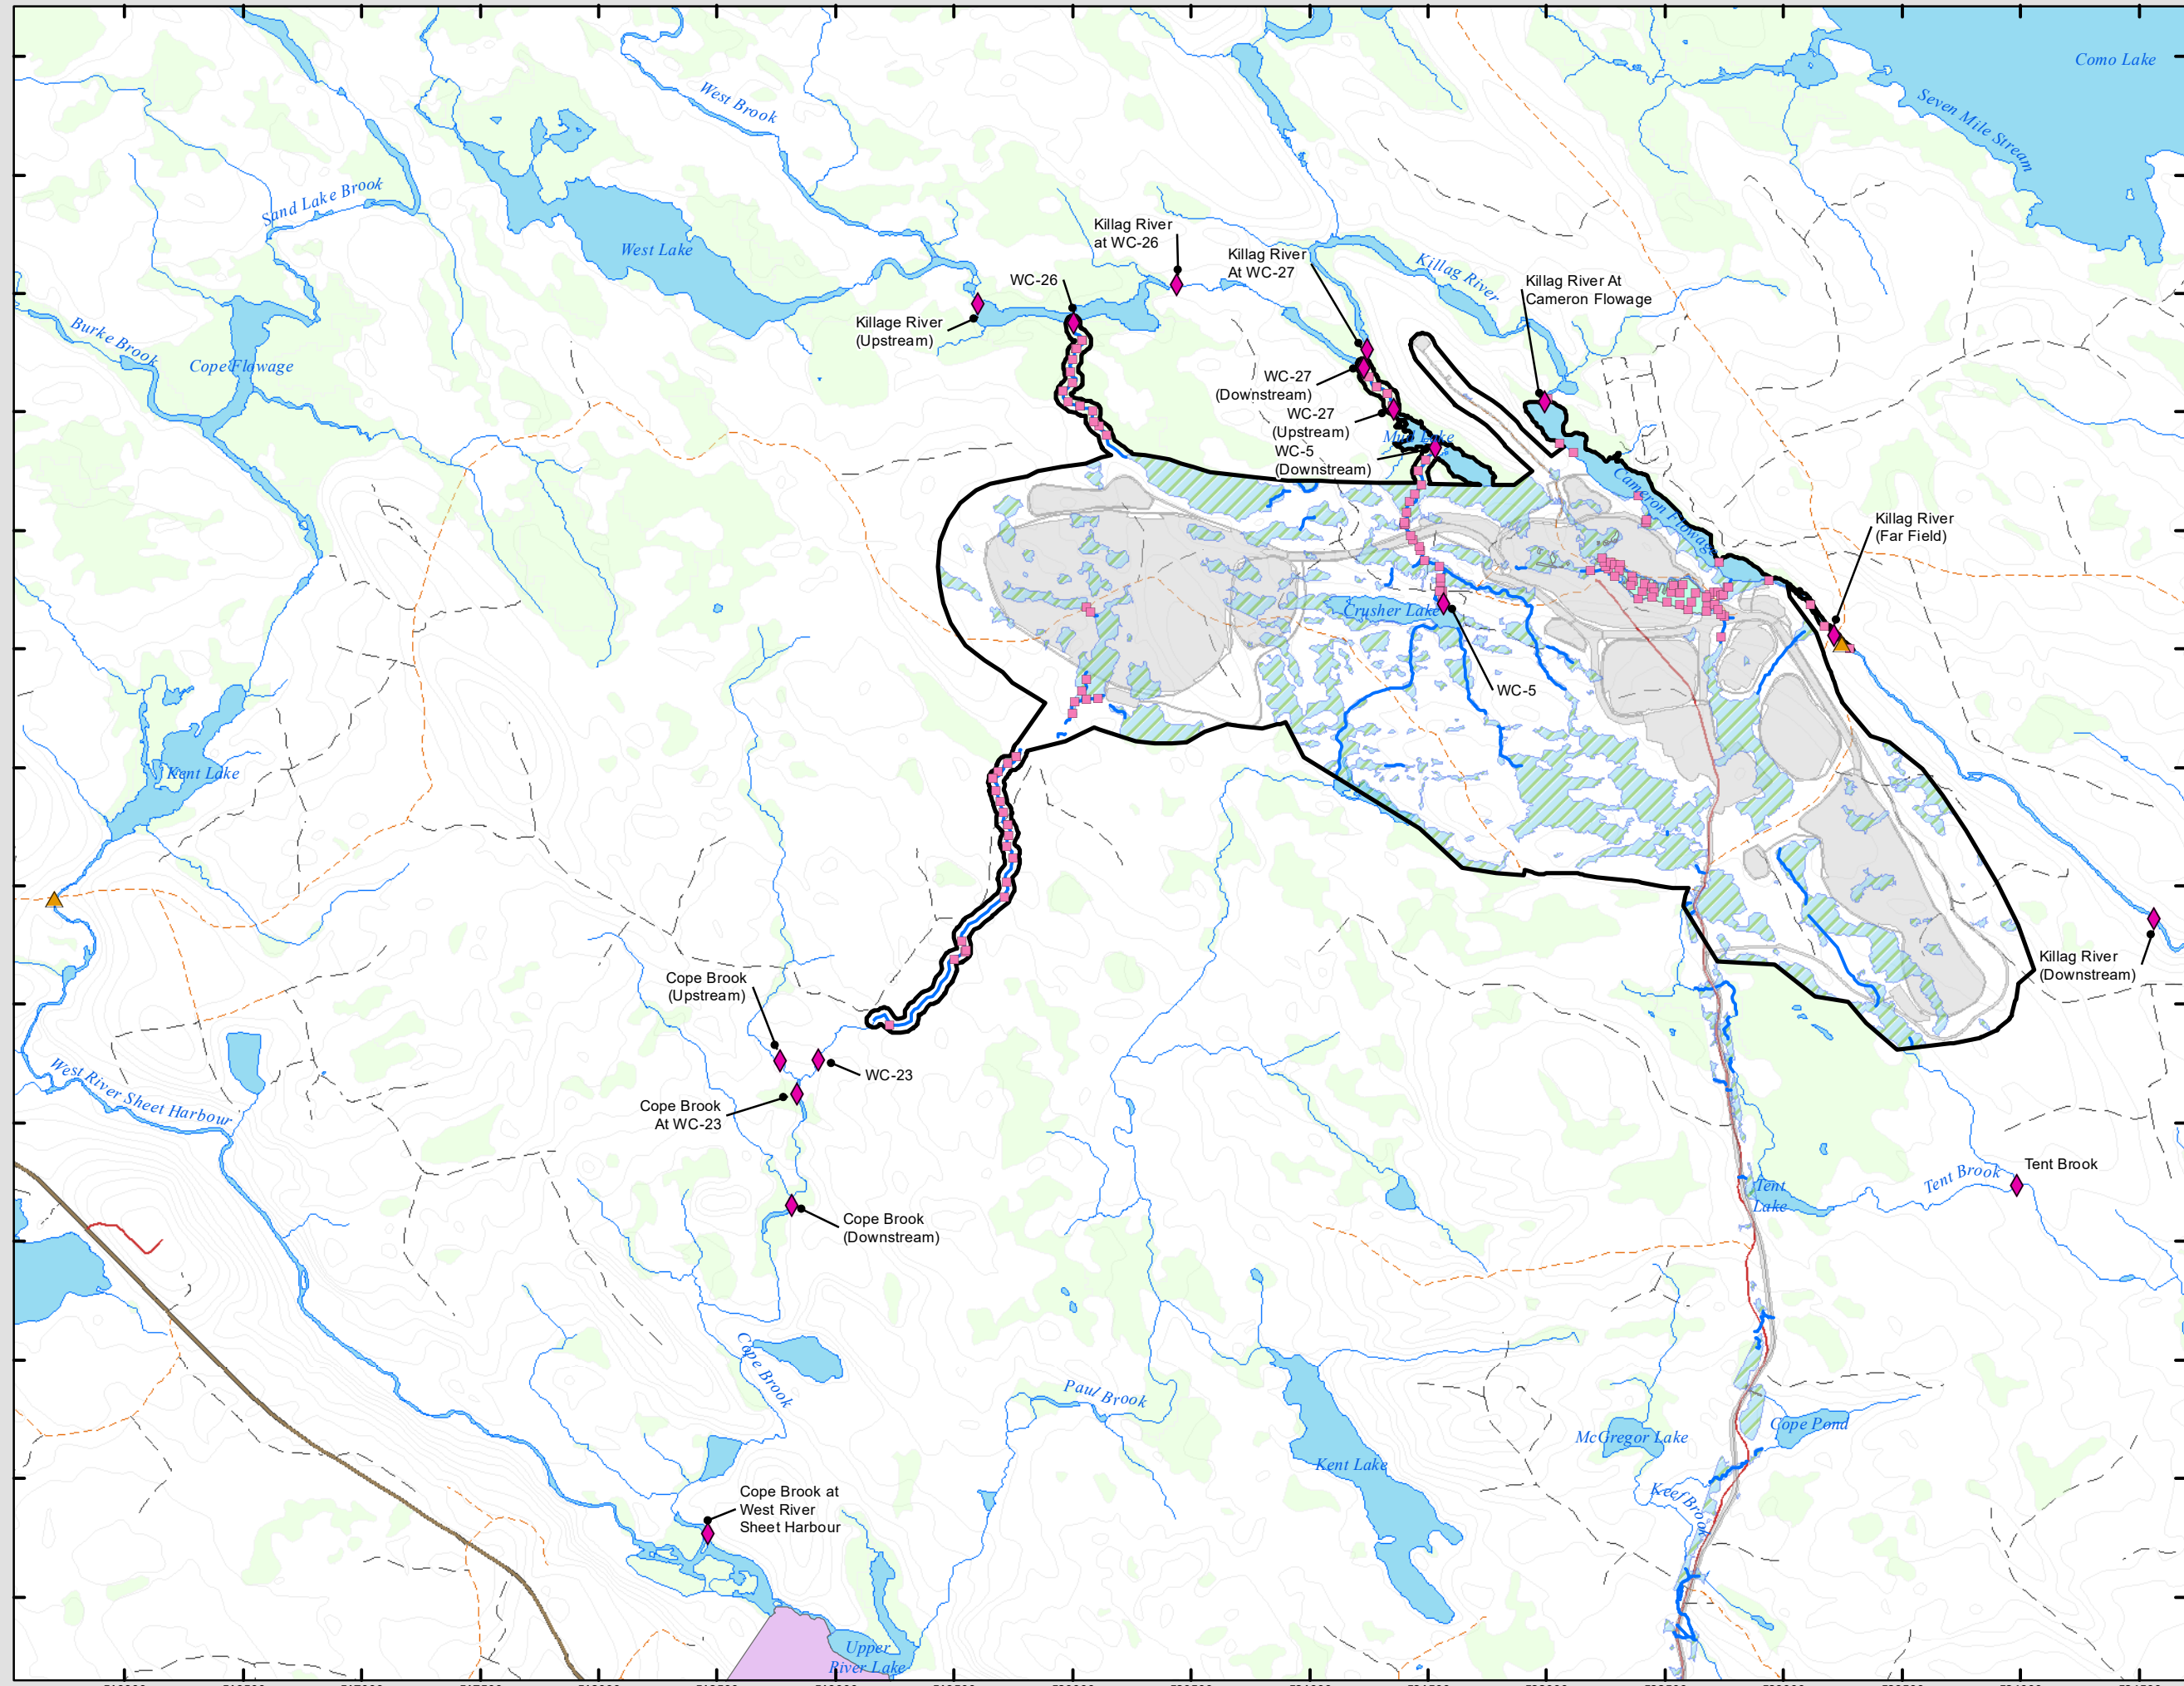 Como Lake
West Brook
Seven Mile Stream
Sand Lake Brook
Killag River
at WC-26
West Lake
Killag River
At WC-27
Killag River
WC-26
Killag River At
Cameron Flowage
Killage River
(Upstream)
Burke Brook
Cope Flowage
WC-27
(Downstream)
WC-27
(Upstream)
Mud Lake
WC-5
(Downstream)
Cameron Flowage
Killag River
(Far Field)
Crusher Lake
WC-5
Kent Lake
Killag River
(Downstream)
Cope Brook
(Upstream)
WC-23
West River Sheet Harbour
Cope Brook
At WC-23
Tent Brook
Tent Brook
Tent
Lake
Cope Brook
(Downstream)
Cope Brook
Paul Brook
Cope Pond
McGregor Lake
Kent Lake
Keef Brook
Cope Brook at
West River
Sheet Harbour
Upper
River Lake